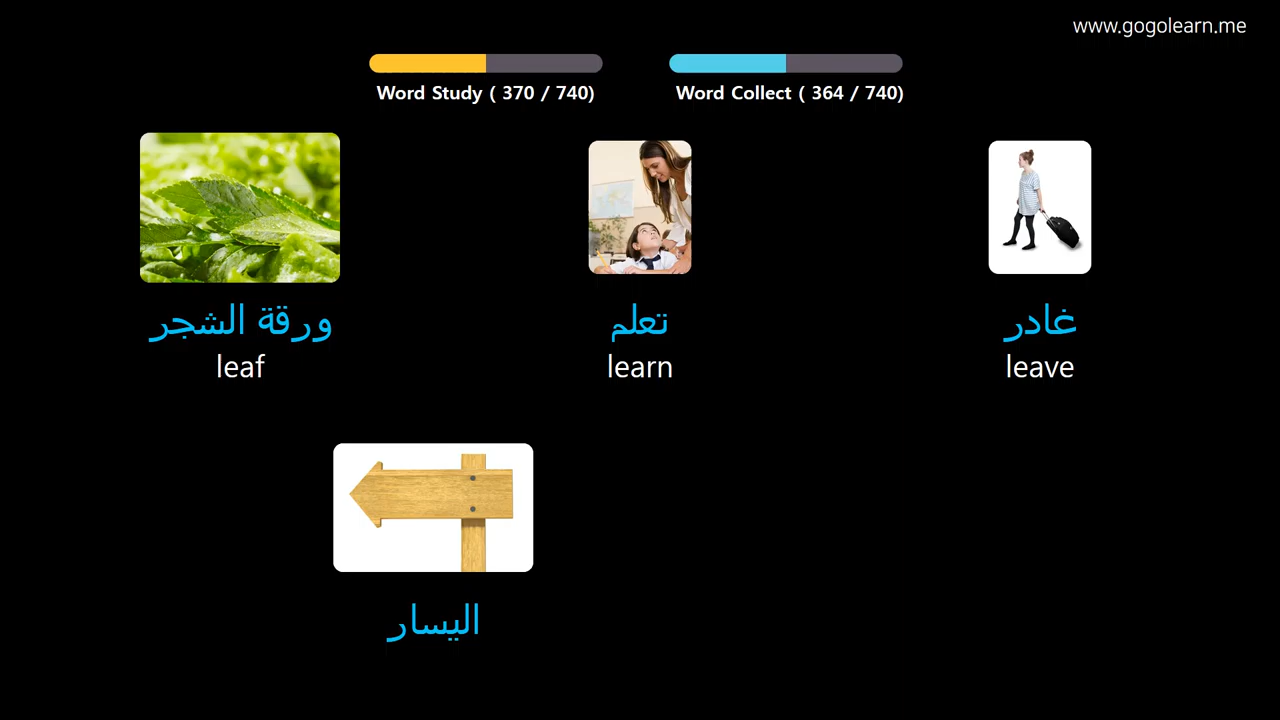 www.gogolearn.me
Word Study ( 370 / 740)
Word Collect ( 364 / 740)
ورقة الشجر
leaf
تعلم
learn
غادر
leave
اليسار